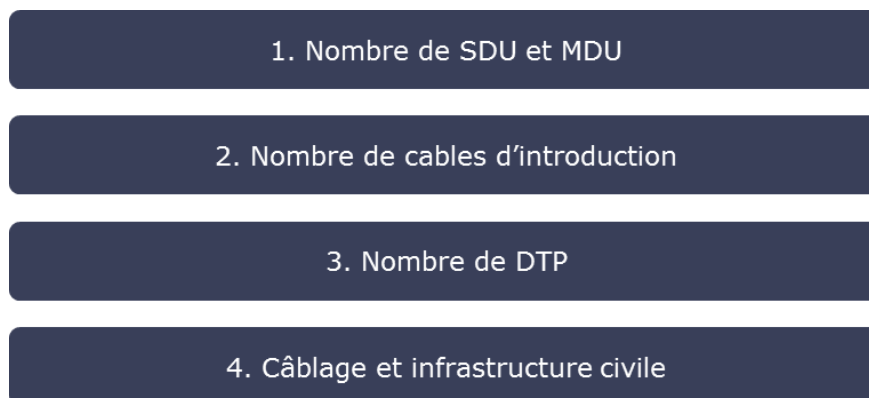 1. Nombre de SDU et MDU
2. Nombre de cables d’introduction
3. Nombre de DTP
4. Câblage et infrastructure civile